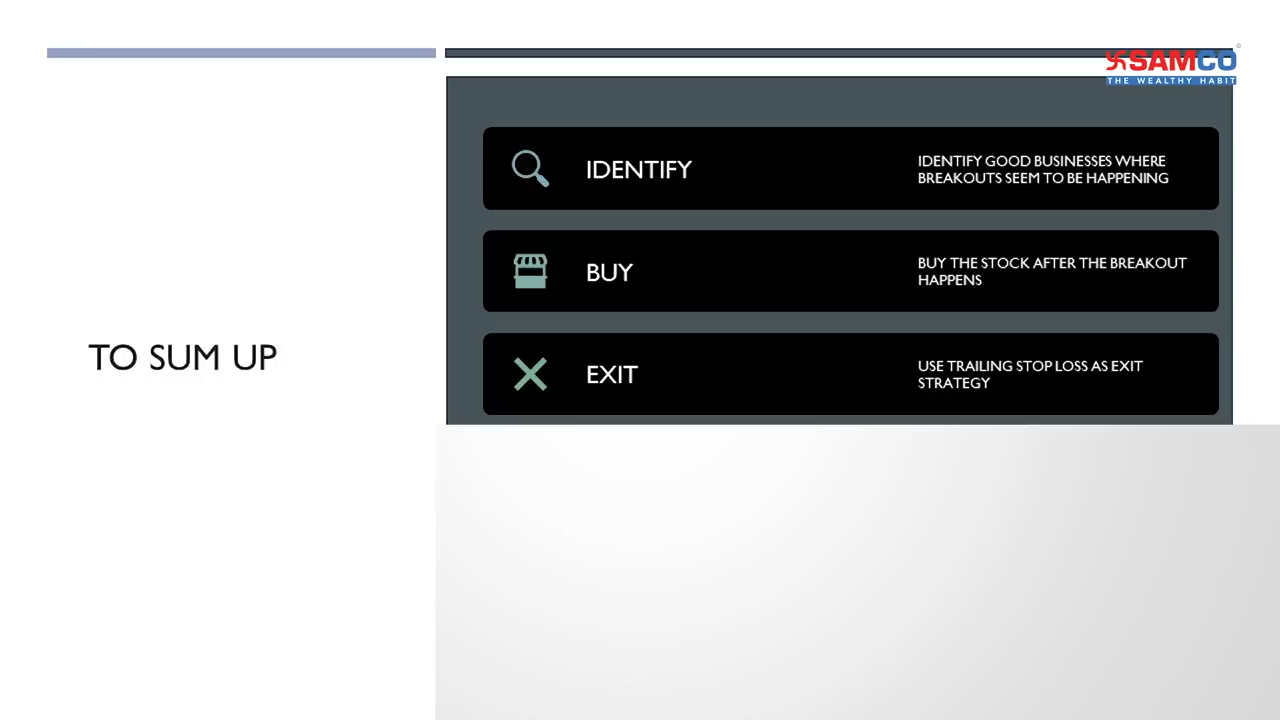 SAMCO
THE WEALTHY HABIT
IDENTIFY
IDENTIFY GOOD BUSINESSES WHERE
BREAKOUTS SEEM TO BE HAPPENING
BUY
BUY THE STOCK AFTER THE BREAKOUT
HAPPENS
TO SUM UP
EXIT
USE TRAILING STOP LOSS AS EXIT
STRATEGY